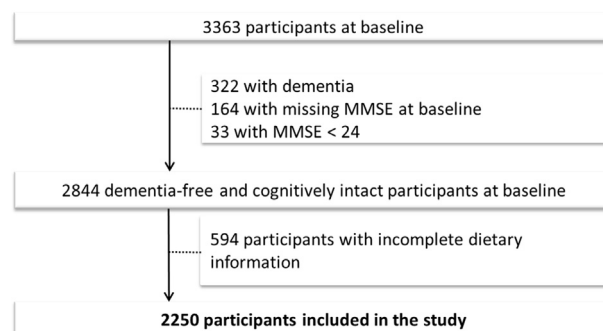 3363 participants at baseline
322 with dementia
164 with missing MMSE at baseline
33 with MMSE < 24
2844 dementia-free and cognitively intact participants at baseline
594 participants with incomplete dietary
information
2250 participants included in the study